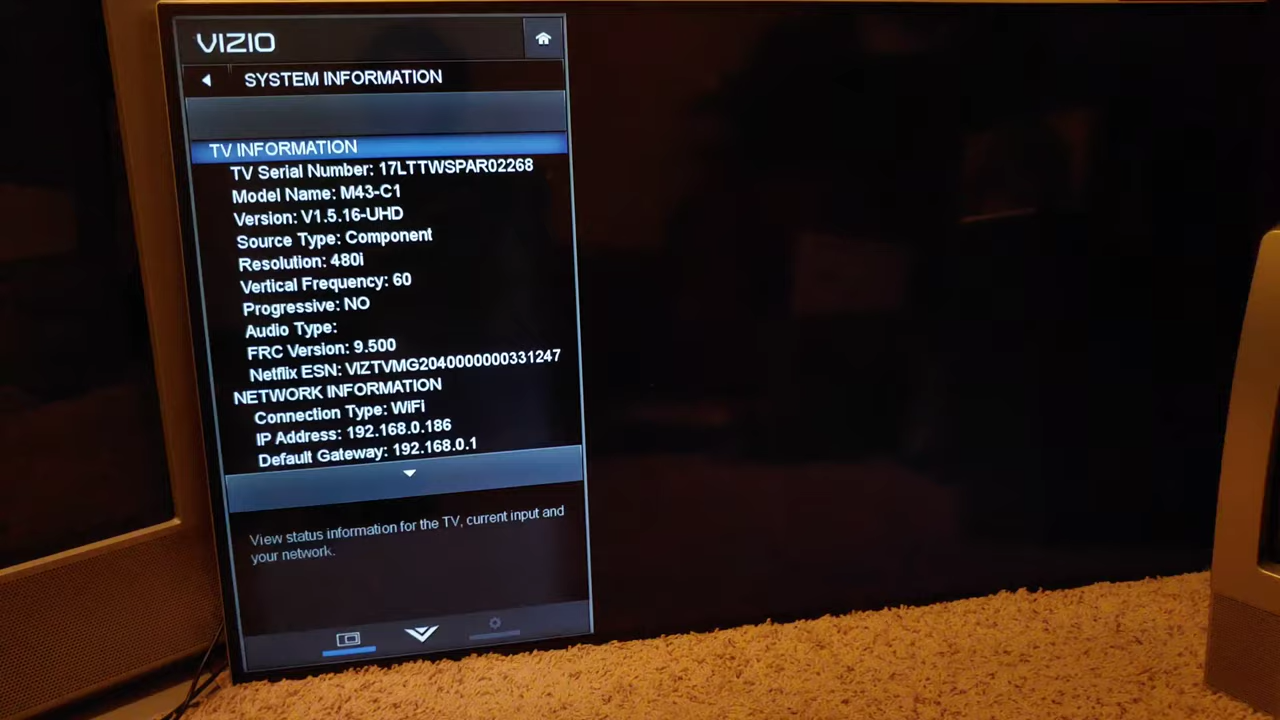 VIZIO
SYSTEM INFORMATION
TV INFORMATION
TV Serial Number: 17LTTWSPAR02268
Model Name: M43-C1
Version: V1.5.16-UHD
Source Type: Component
Resolution: 480i
Vertical Frequency: 60
Progressive: NO
Audio Type:
FRC Version: 9.500
Netflix ESN: VIZTVMG2040000000331247
NETWORK INFORMATION
Connection Type: WiFi
IP Address: 192.168.0.186
Default Gateway: 192.168.0.1
View status information for the TV, current input and
your network.